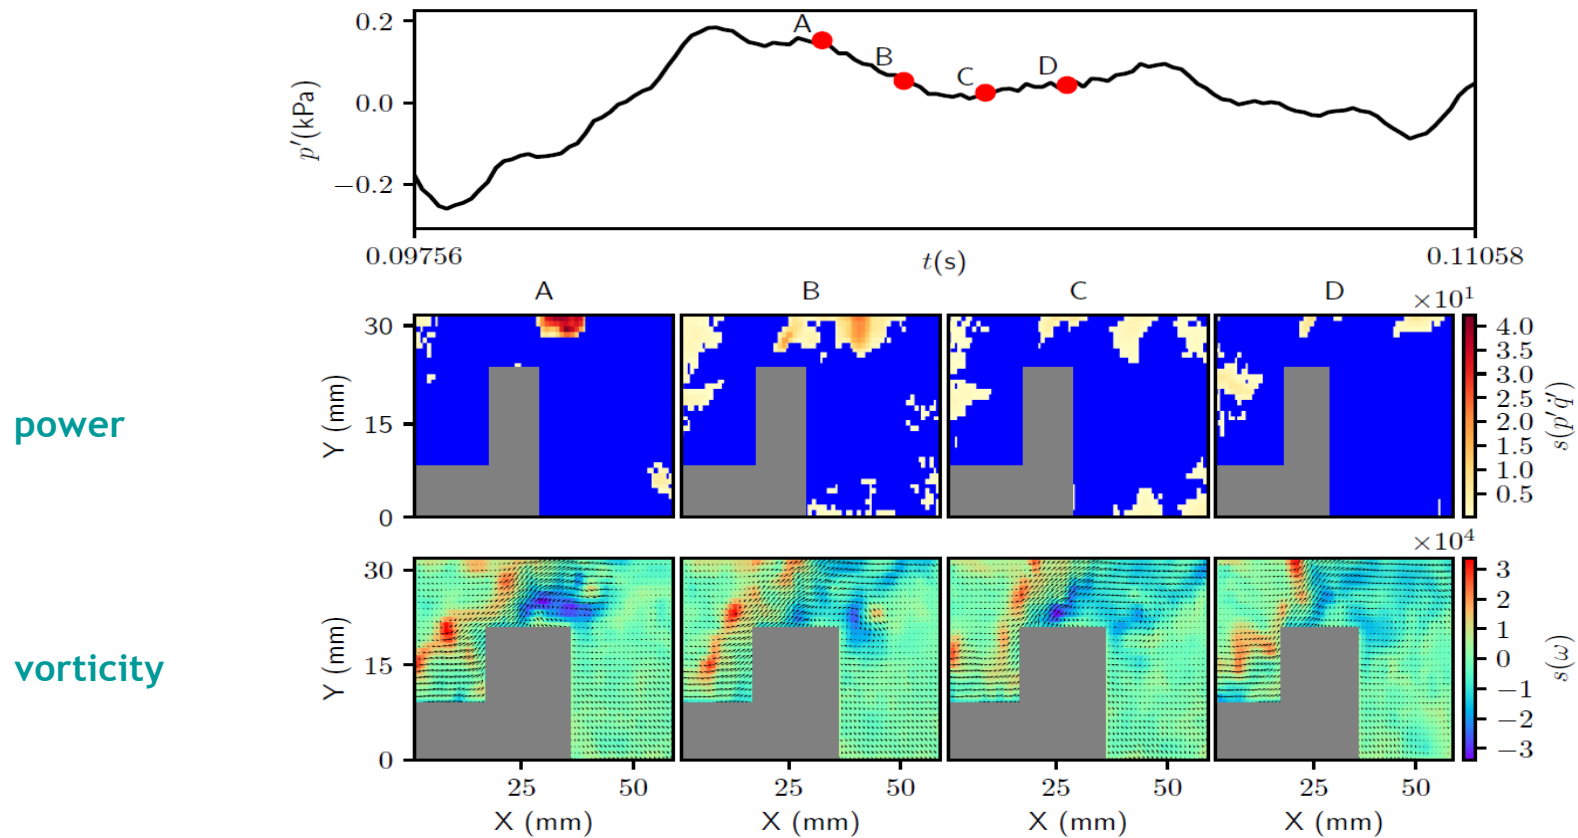 0.2
0.0
−0.2
p′(kPa)
A
B
C
D
0.09756
t(s)
0.11058
A
B
C
D
×10¹
power
Y (mm)
30
15
0
4.0
3.5
3.0
2.5
2.0
1.5
1.0
0.5
s(p′q̇′)
×10⁴
vorticity
Y (mm)
30
15
0
3
2
1
0
−1
−2
−3
s(ω)
25
50
25
50
25
50
25
50
X (mm)
X (mm)
X (mm)
X (mm)